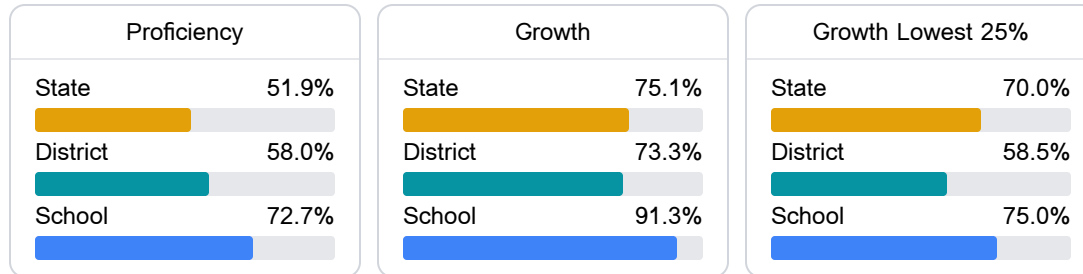 Proficiency
State 51.9%
District 58.0%
School 72.7%
Growth
State 75.1%
District 73.3%
School 91.3%
Growth Lowest 25%
State 70.0%
District 58.5%
School 75.0%